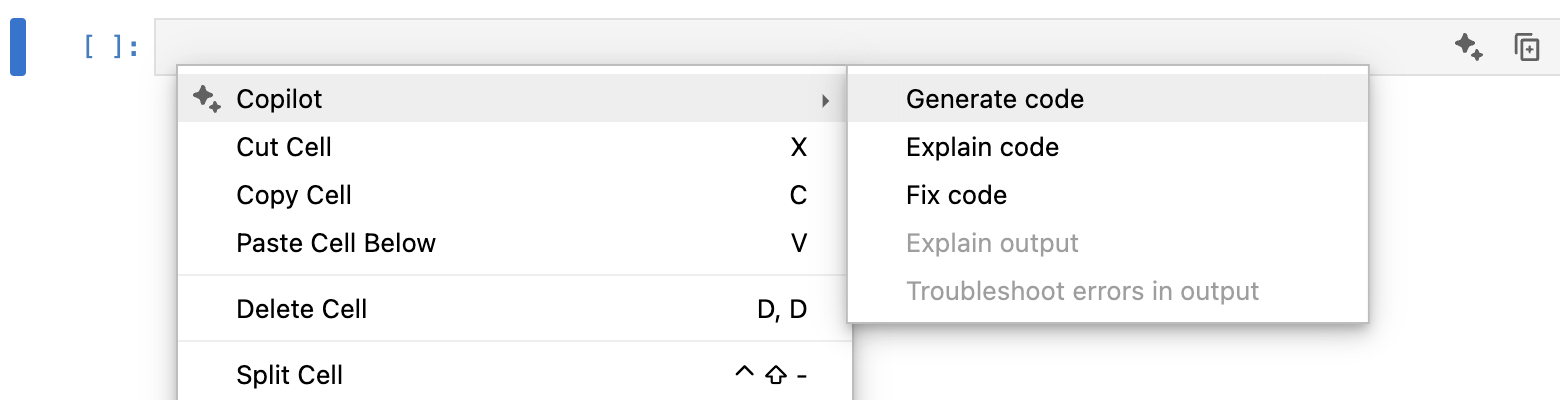 [ ]:
Copilot
Cut Cell X
Copy Cell C
Paste Cell Below V
Delete Cell D, D
Split Cell ^ ⇧ -
Generate code
Explain code
Fix code
Explain output
Troubleshoot errors in output